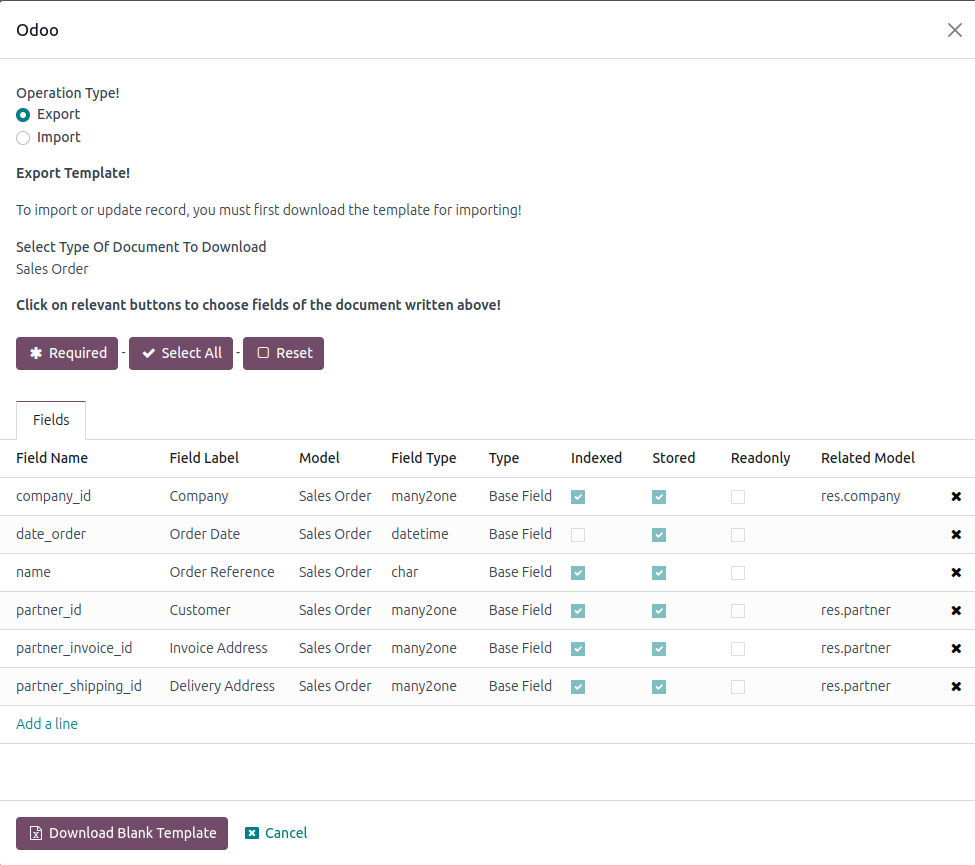 Odoo
Operation Type!
Export
Import
Export Template!
To import or update record, you must first download the template for importing!
Select Type Of Document To Download
Sales Order
Click on relevant buttons to choose fields of the document written above!
Required - Select All - Reset
Fields
Field Name Field Label Model Field Type Type Indexed Stored Readonly Related Model
company_id Company Sales Order many2one Base Field res.company
date_order Order Date Sales Order datetime Base Field
name Order Reference Sales Order char Base Field
partner_id Customer Sales Order many2one Base Field res.partner
partner_invoice_id Invoice Address Sales Order many2one Base Field res.partner
partner_shipping_id Delivery Address Sales Order many2one Base Field res.partner
Add a line
Download Blank Template Cancel